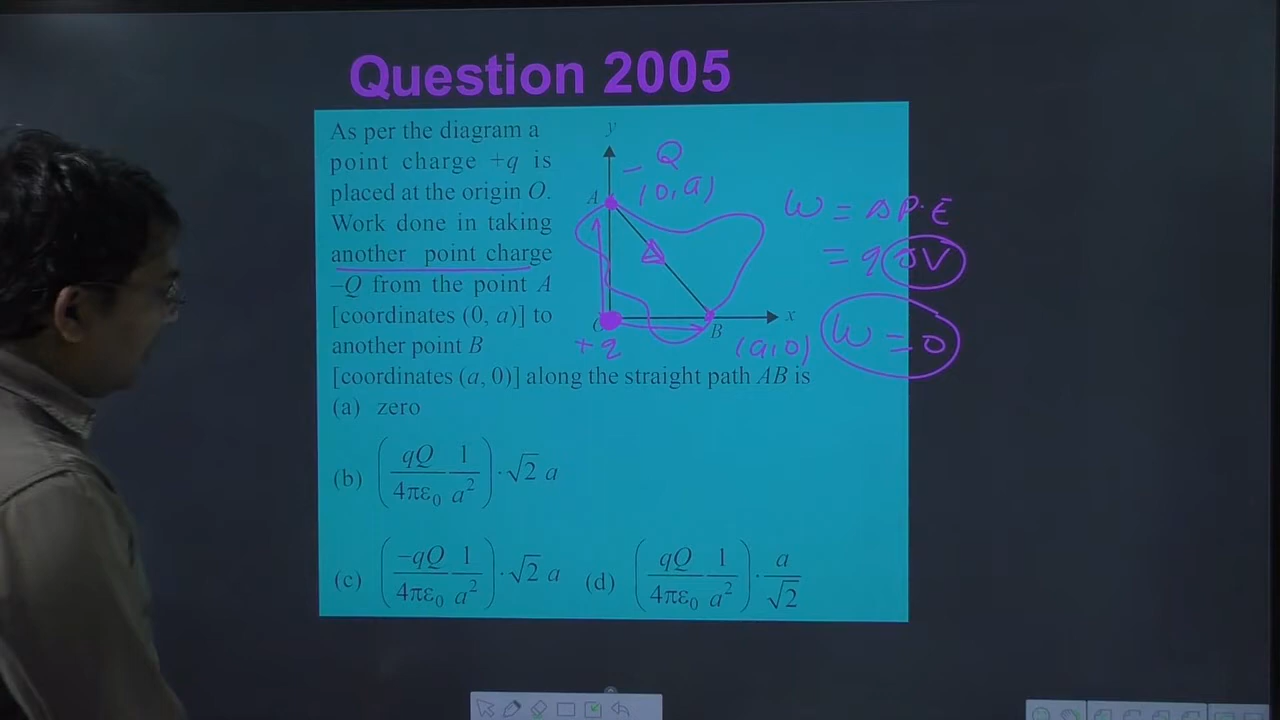 Question 2005
As per the diagram a
point charge +q is
placed at the origin O.
Work done in taking
another point charge
–Q from the point A
[coordinates (0, a)] to
another point B
[coordinates (a, 0)] along the straight path AB is
(a) zero
(b) (qQ/4πε₀ 1/a²)·√2 a
(c) (–qQ/4πε₀ 1/a²)·√2 a (d) (qQ/4πε₀ 1/a²)·a/√2
y
– Q
A (0, a)
O B x
+q (a, 0)
W = ΔP.E
= q ΔV
W = 0